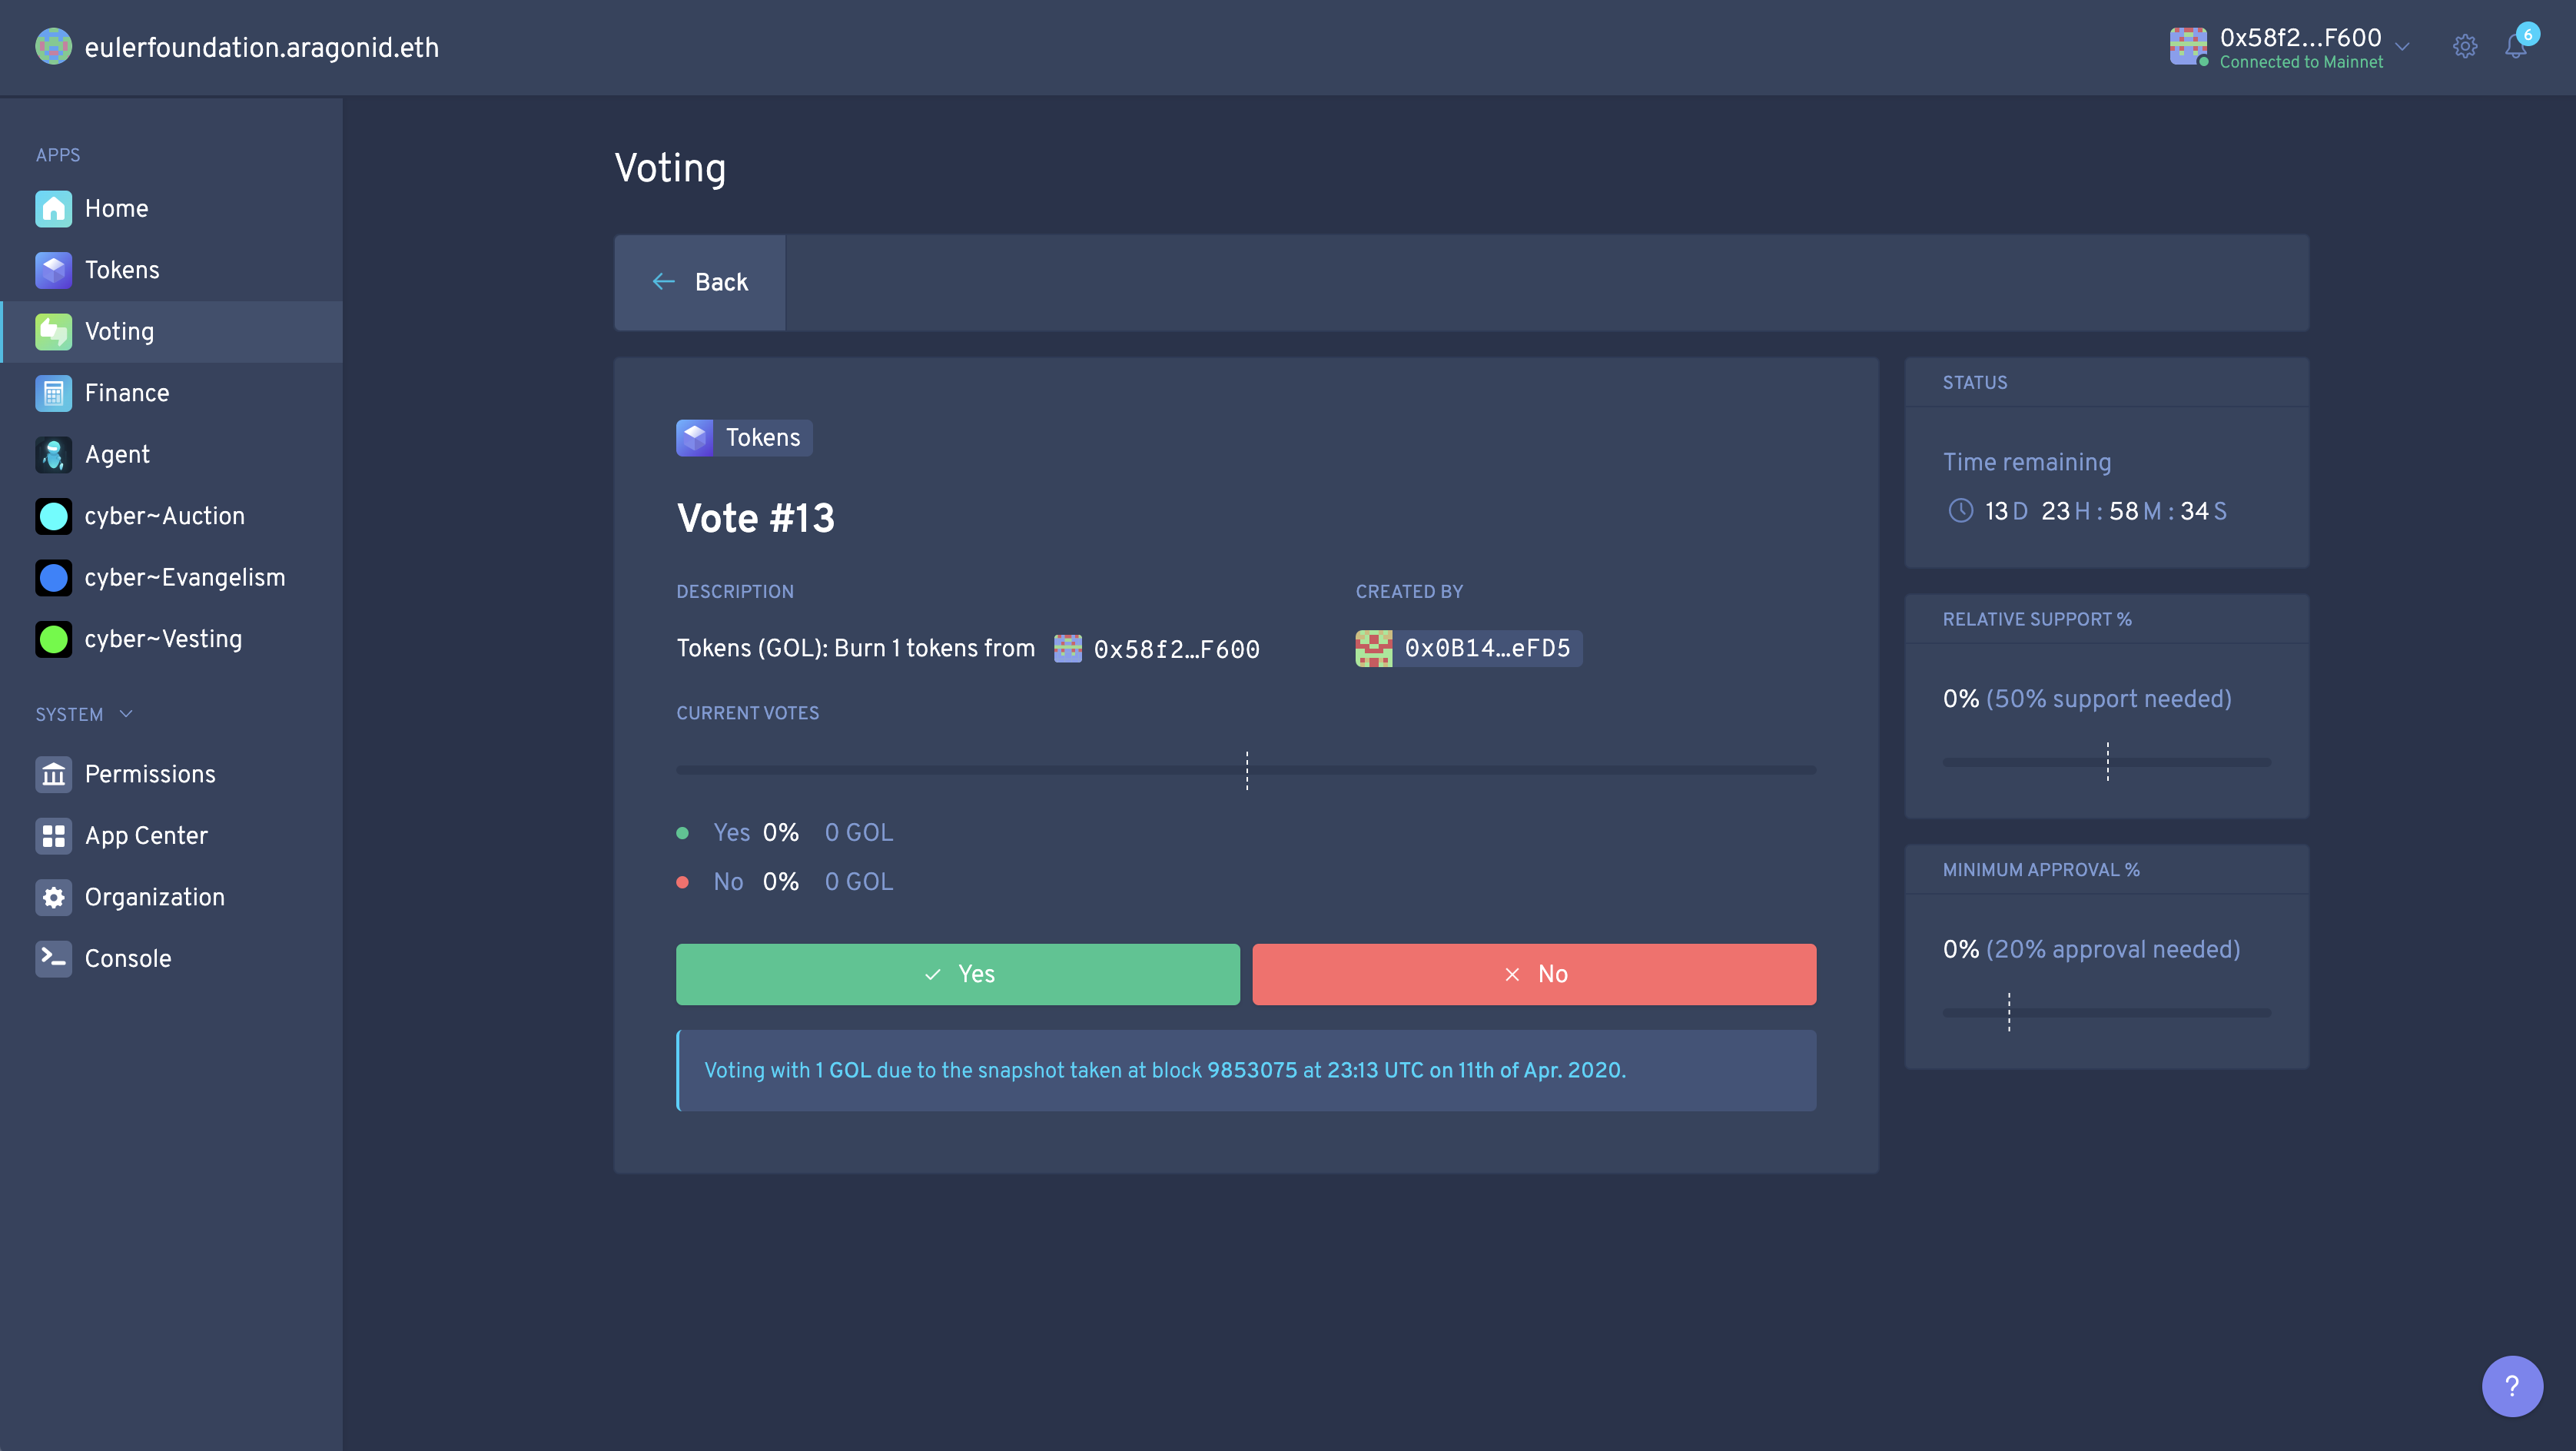 eulerfoundation.aragonid.eth
0x58f2...F600
Connected to Mainnet
6
APPS
Home
Tokens
Voting
Finance
Agent
cyber~Auction
cyber~Evangelism
cyber~Vesting
SYSTEM
Permissions
App Center
Organization
Console
Voting
Back
Tokens
Vote #13
DESCRIPTION
Tokens (GOL): Burn 1 tokens from 0x58f2…F600
CREATED BY
0x0B14…eFD5
CURRENT VOTES
Yes 0% 0 GOL
No 0% 0 GOL
Yes
No
Voting with 1 GOL due to the snapshot taken at block 9853075 at 23:13 UTC on 11th of Apr. 2020.
STATUS
Time remaining
13 D 23 H : 58 M : 34 S
RELATIVE SUPPORT %
0% (50% support needed)
MINIMUM APPROVAL %
0% (20% approval needed)
?